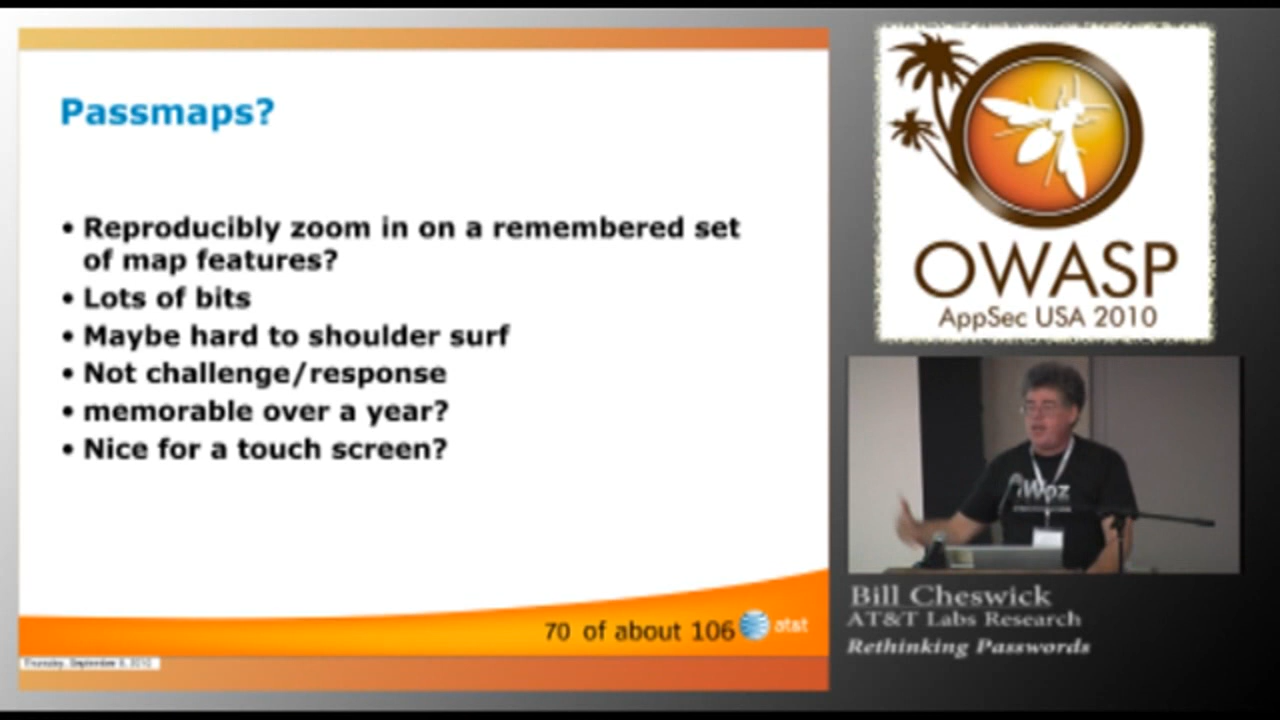 Passmaps?
• Reproducibly zoom in on a remembered set
of map features?
• Lots of bits
• Maybe hard to shoulder surf
• Not challenge/response
• memorable over a year?
• Nice for a touch screen?
70 of about 106
at&t
OWASP
AppSec USA 2010
iWoz
Bill Cheswick
AT&T Labs Research
Rethinking Passwords